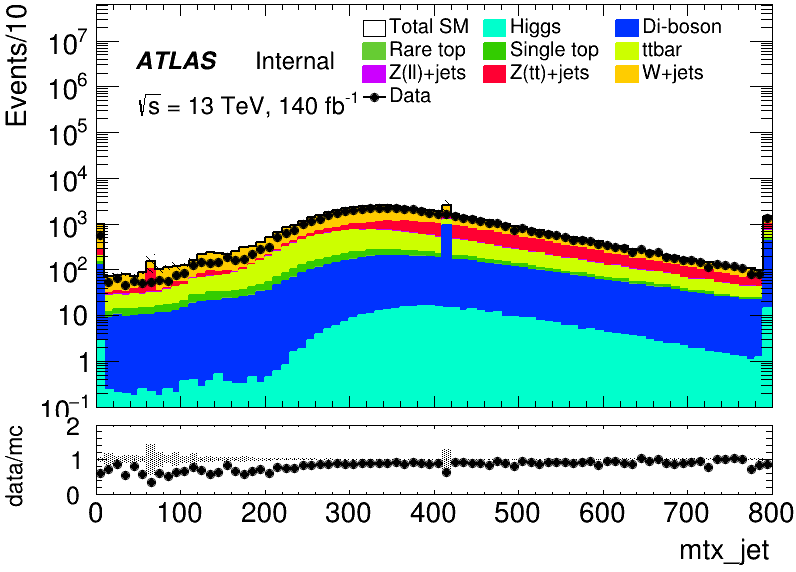 Events/10
10^7
10^6
10^5
10^4
10^3
10^2
10
1
10^-1
ATLAS Internal
√s = 13 TeV, 140 fb^-1
Total SM Higgs Di-boson
Rare top Single top ttbar
Z(ll)+jets Z(tt)+jets W+jets
Data
data/mc
2
1
0
0 100 200 300 400 500 600 700 800
mtx_jet